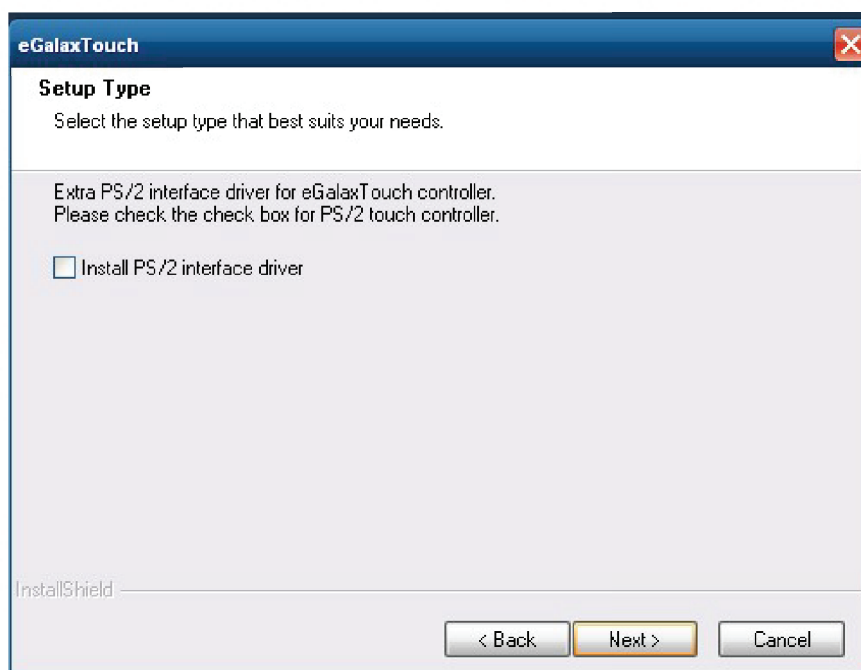 eGalaxTouch
Setup Type
Select the setup type that best suits your needs.
Extra PS/2 interface driver for eGalaxTouch controller.
Please check the check box for PS/2 touch controller.
Install PS/2 interface driver
InstallShield
< Back
Next >
Cancel